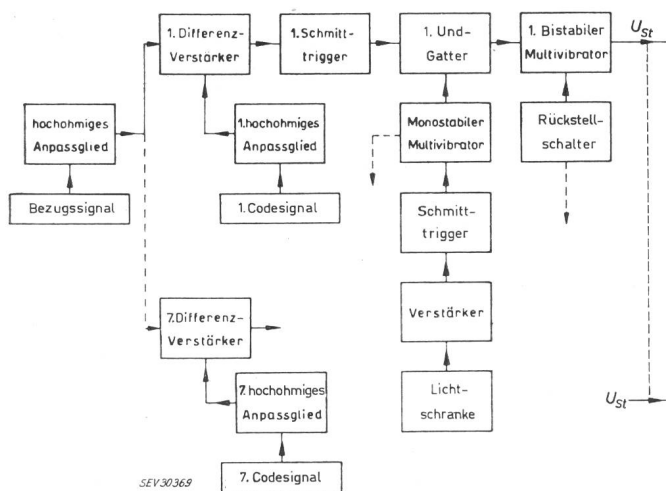 1. Differenz-
Verstärker
1. Schmitt-
trigger
1. Und-
Gatter
1. Bistabiler
Multivibrator
U_St
hochohmiges
Anpassglied
1. hochohmiges
Anpassglied
Monostabiler
Multivibrator
Rückstell-
schalter
Bezugssignal
1. Codesignal
Schmitt-
trigger
7. Differenz-
Verstärker
Verstärker
7. hochohmiges
Anpassglied
Licht-
schranke
U_St
7. Codesignal
SEV30369